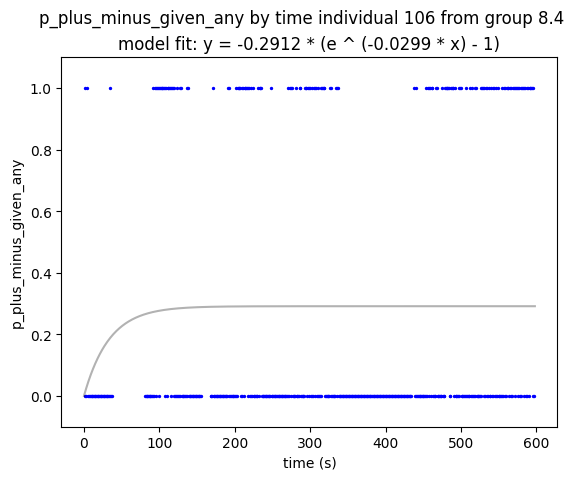 p_plus_minus_given_any by time individual 106 from group 8.4
model fit: y = -0.2912 * (e ^ (-0.0299 * x) - 1)
p_plus_minus_given_any
1.0
0.8
0.6
0.4
0.2
0.0
0 100 200 300 400 500 600
time (s)